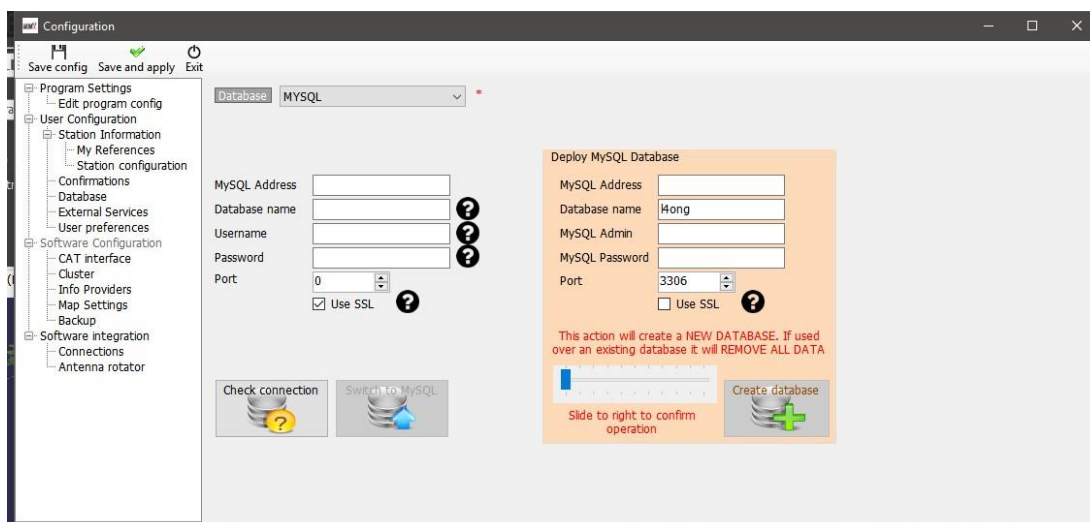 Configuration
Save config Save and apply Exit
Program Settings
Edit program config
User Configuration
Station Information
My References
Station configuration
Confirmations
Database
External Services
User preferences
Software Configuration
CAT interface
Cluster
Info Providers
Map Settings
Backup
Software integration
Connections
Antenna rotator
Database MYSQL *
MySQL Address
Database name
Username
Password
Port 0
Use SSL
Check connection
Switch to MySQL
Deploy MySQL Database
MySQL Address
Database name l4ong
MySQL Admin
MySQL Password
Port 3306
Use SSL
This action will create a NEW DATABASE. If used
over an existing database it will REMOVE ALL DATA
Slide to right to confirm
operation
Create database